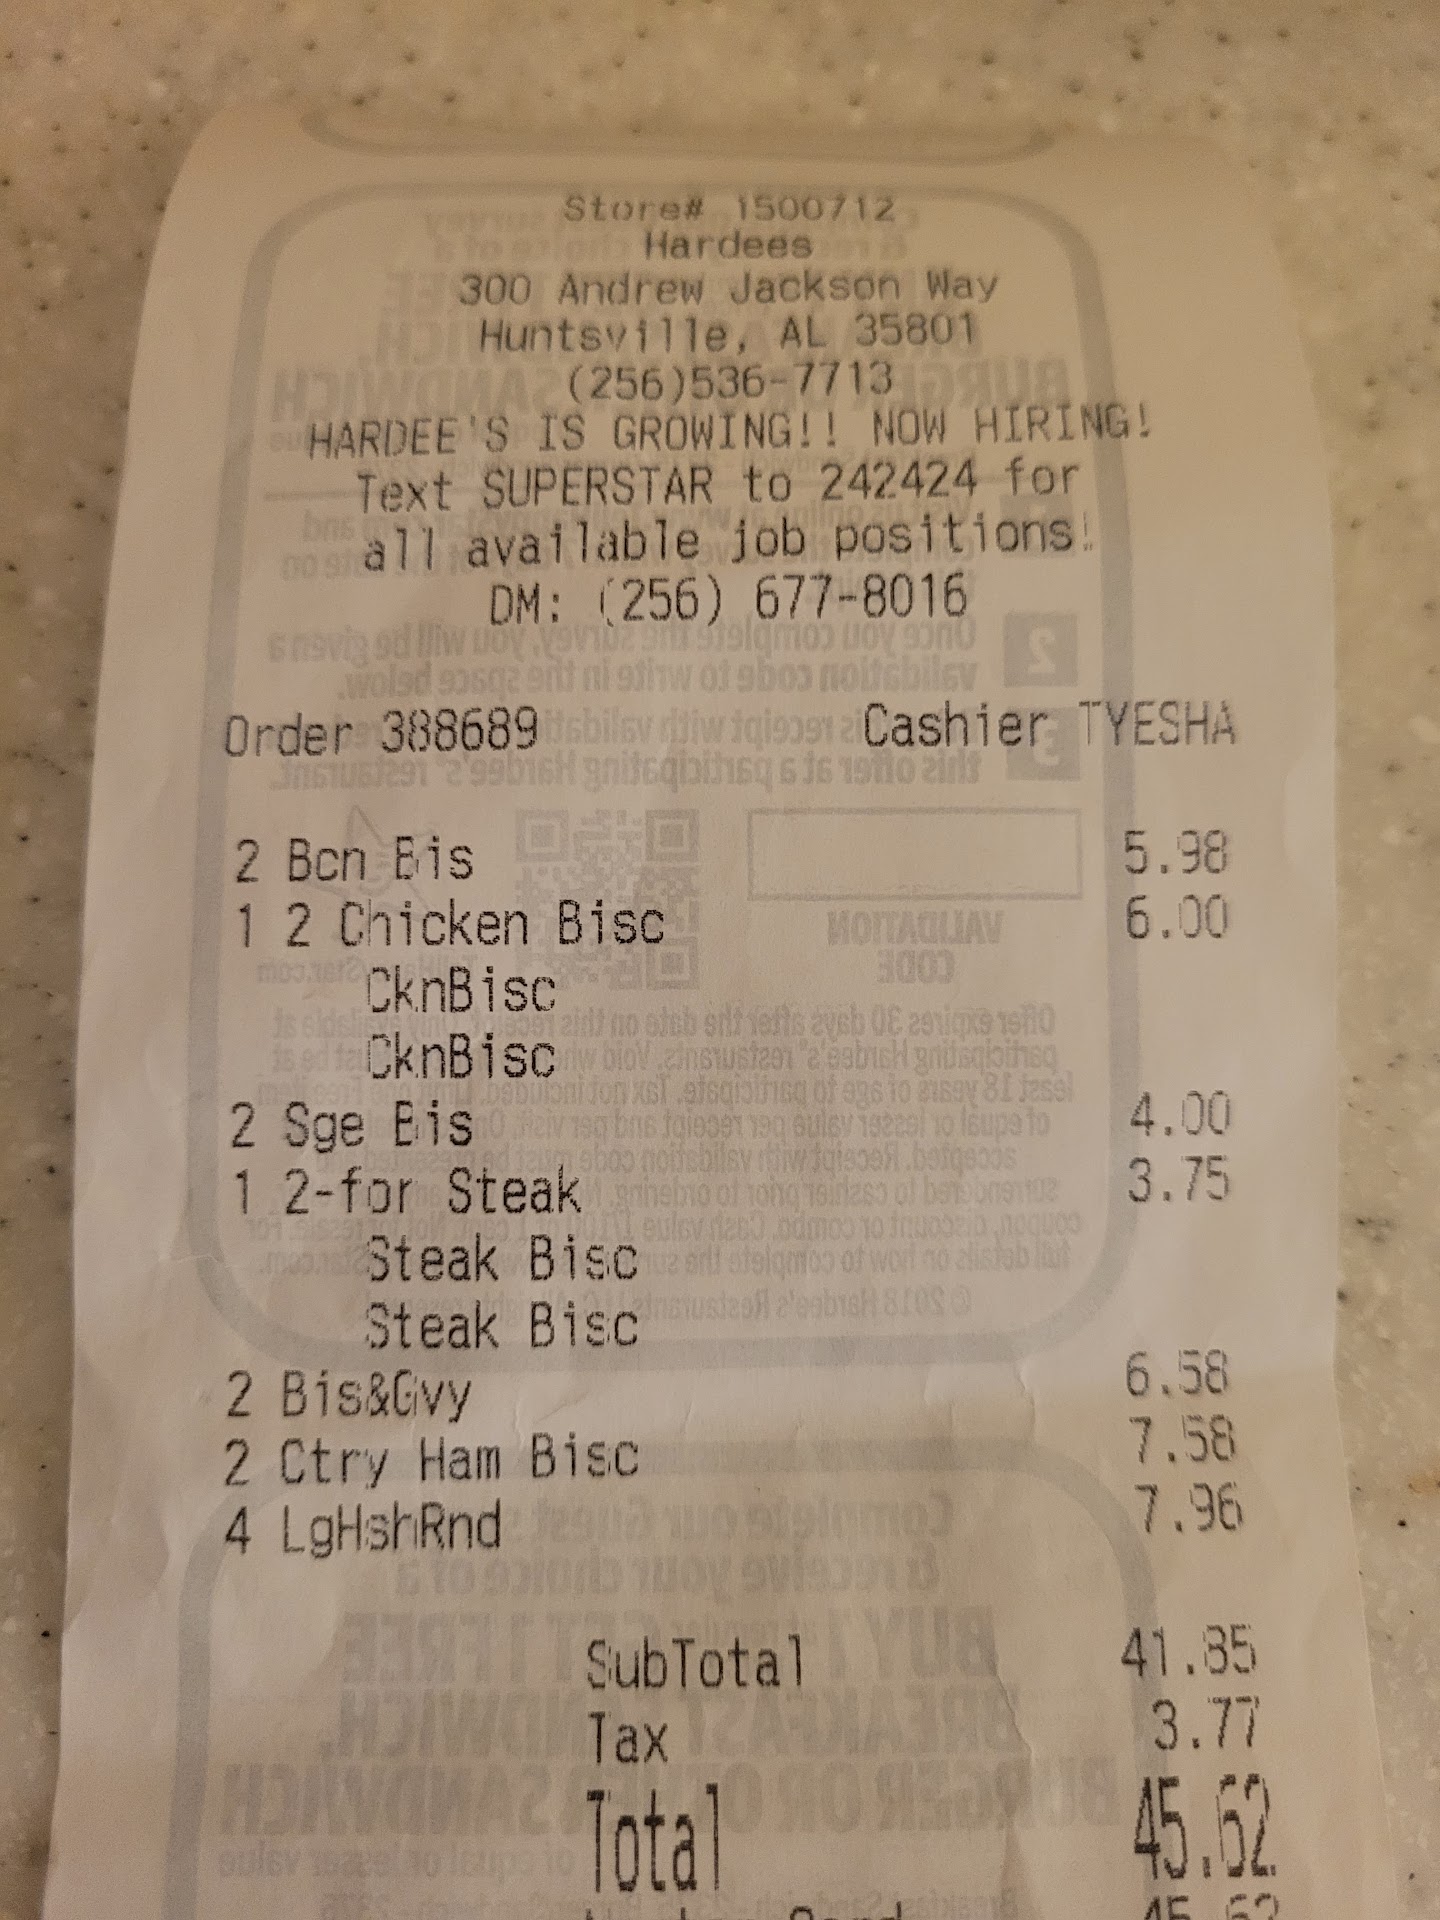 Store# 1500712
Hardees
300 Andrew Jackson Way
Huntsville, AL 35801
(256)536-7713
HARDEE'S IS GROWING!! NOW HIRING!
Text SUPERSTAR to 242424 for
all available job positions!
DM: (256) 677-8016
Order 388689 Cashier TYESHA
2 Bcn Bis 5.98
1 2 Chicken Bisc 6.00
CknBisc
CknBisc
2 Sge Bis 4.00
1 2-for Steak 3.75
Steak Bisc
Steak Bisc
2 Bis&Gvy 6.58
2 Ctry Ham Bisc 7.58
4 LgHshRnd 7.96
SubTotal 41.85
Tax 3.77
Total 45.62